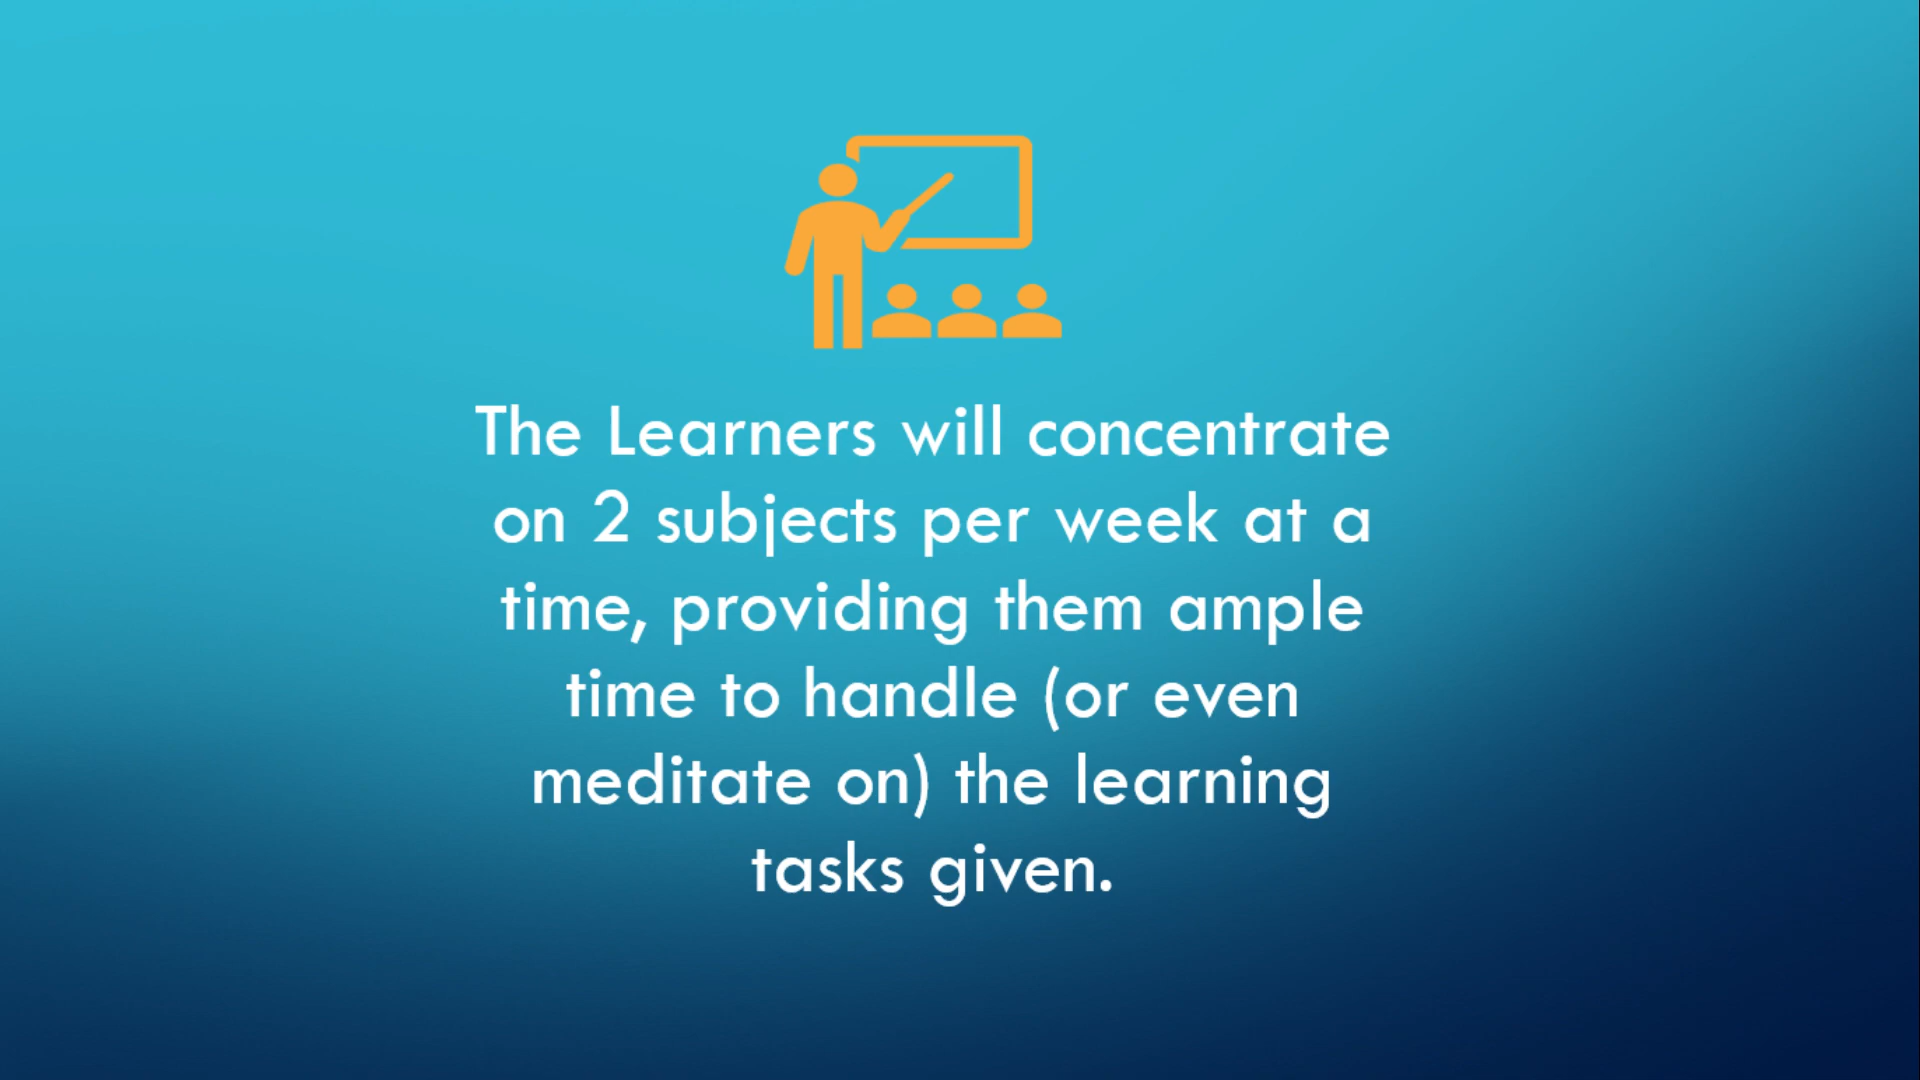 The Learners will concentrate
on 2 subjects per week at a
time, providing them ample
time to handle (or even
meditate on) the learning
tasks given.